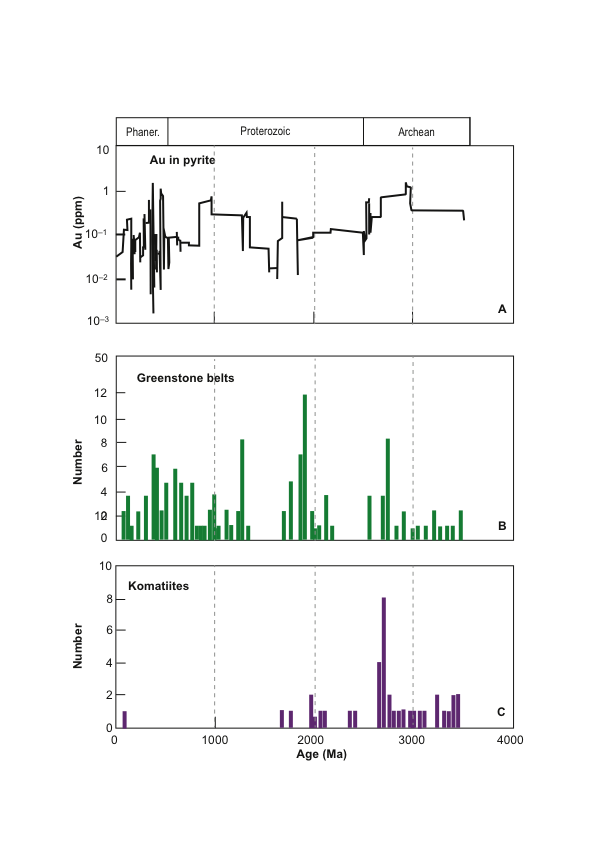 Phaner. Proterozoic Archean
Au in pyrite
Au (ppm)
10
1
10⁻¹
10⁻²
10⁻³
A
Greenstone belts
Number
50
12
10
8
6
4
2
0
B
Komatiites
Number
10
8
6
4
2
0
C
0 1000 2000 3000 4000
Age (Ma)